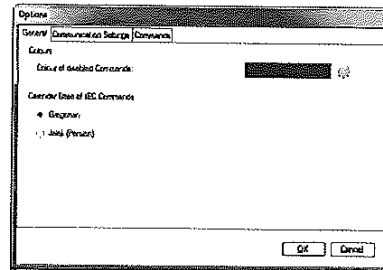 Options
General Communication Settings Commands
Colours
Colour of disabled Commands:
Calendar Base of IEC Commands
Gregorian
Jalali (Persian)
OK Cancel